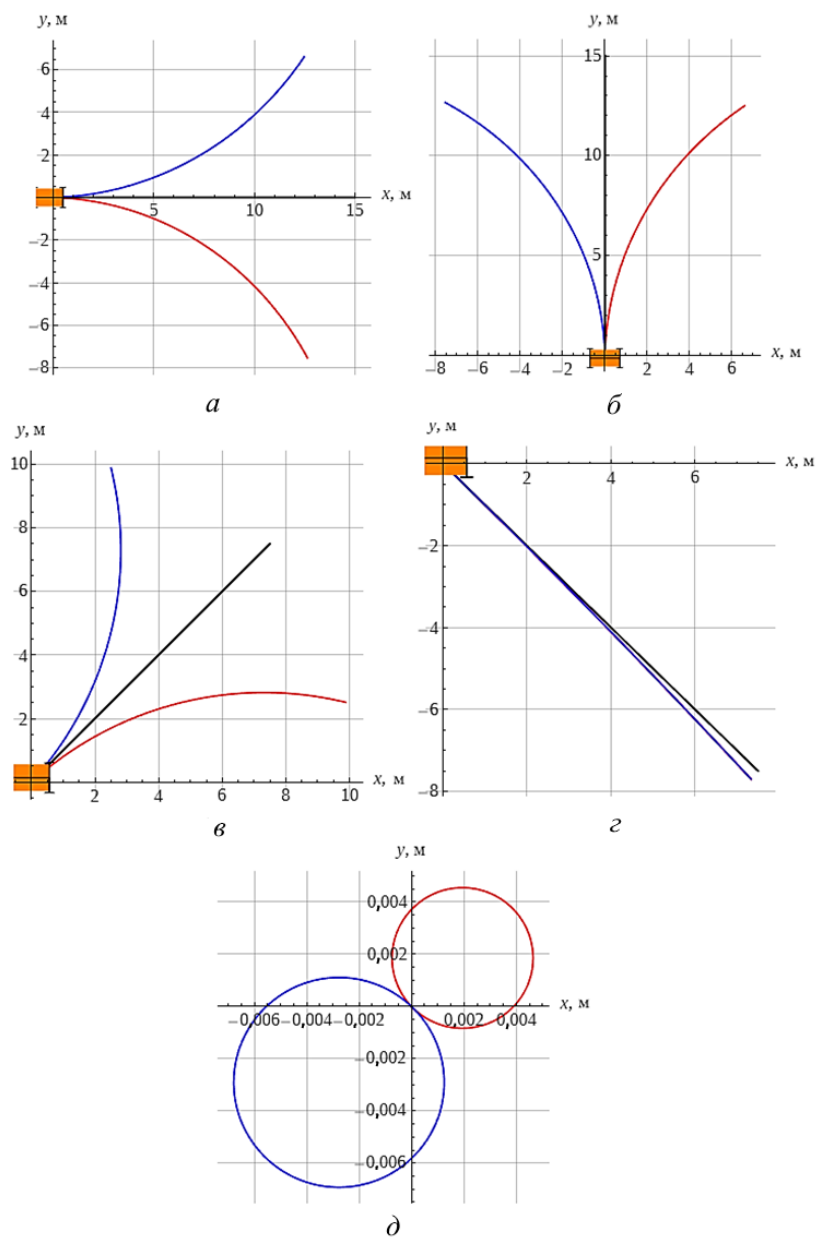 y, м
6
4
2
5 10 15 x, м
−2
−4
−6
−8
а
y, м
15
10
5
−8 −6 −4 −2 2 4 6 x, м
б
y, м
10
8
6
4
2
2 4 6 8 10 x, м
в
y, м
2 4 6 x, м
−2
−4
−6
−8
г
y, м
0,004
0,002
−0,006 −0,004 −0,002 0,002 0,004 x, м
−0,002
−0,004
−0,006
д